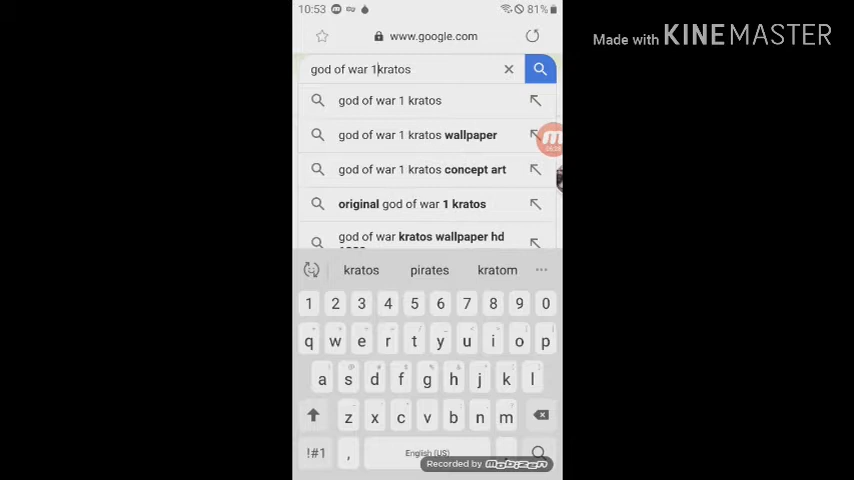 10:53 81%
Made with KINEMASTER
www.google.com
god of war 1kratos
god of war 1 kratos
god of war 1 kratos wallpaper
god of war 1 kratos concept art
original god of war 1 kratos
god of war kratos wallpaper hd
kratos pirates kratom
1 2 3 4 5 6 7 8 9 0
q w e r t y u i o p
a s d f g h j k l
z x c v b n m
!#1 , English (US)
Recorded by mobizen